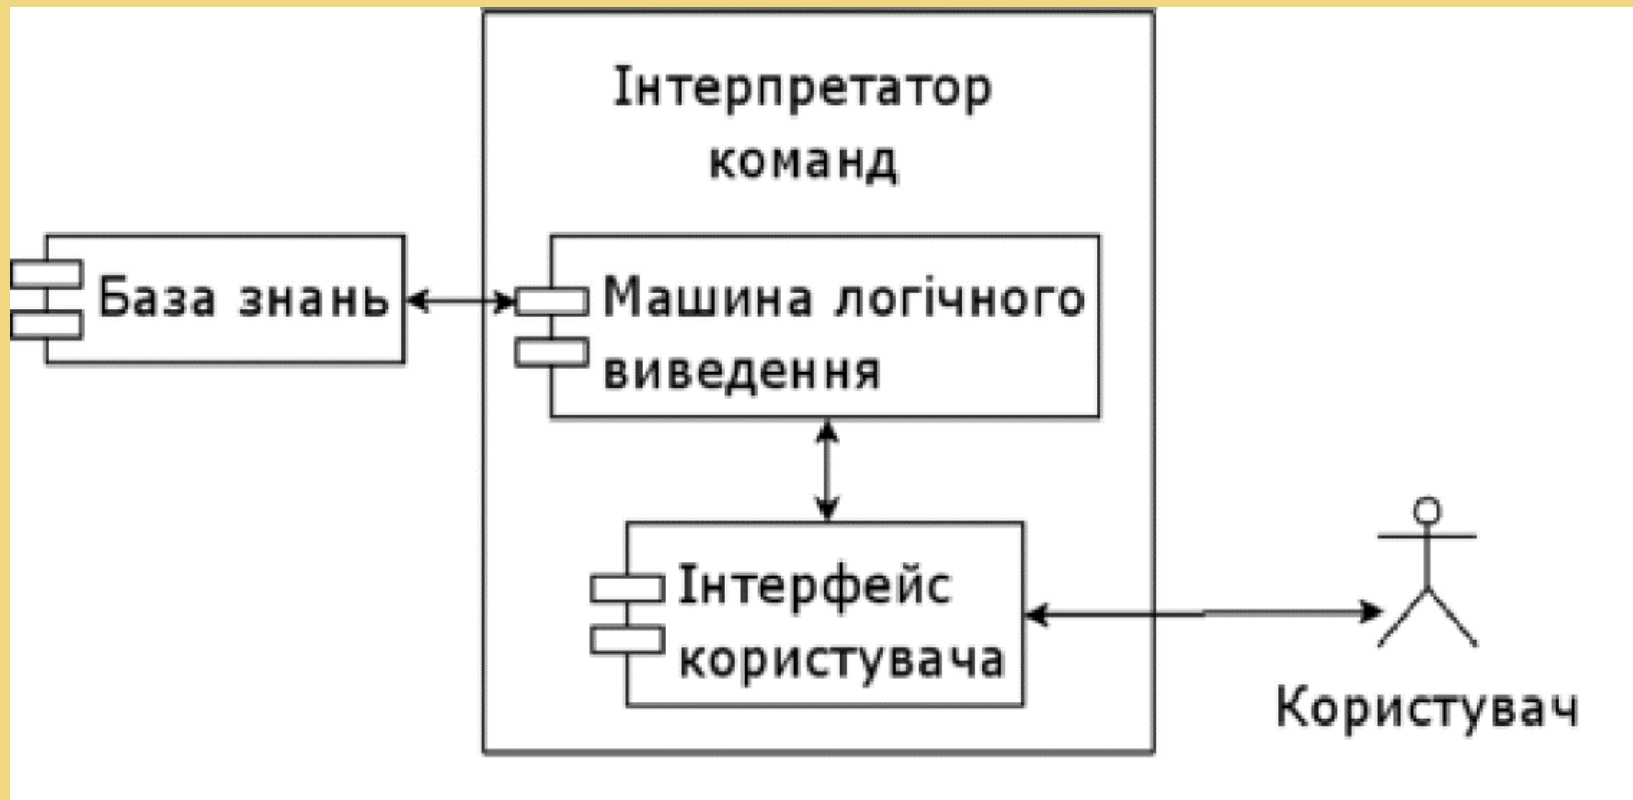 Інтерпретатор
команд
База знань
Машина логічного
виведення
Інтерфейс
користувача
Користувач